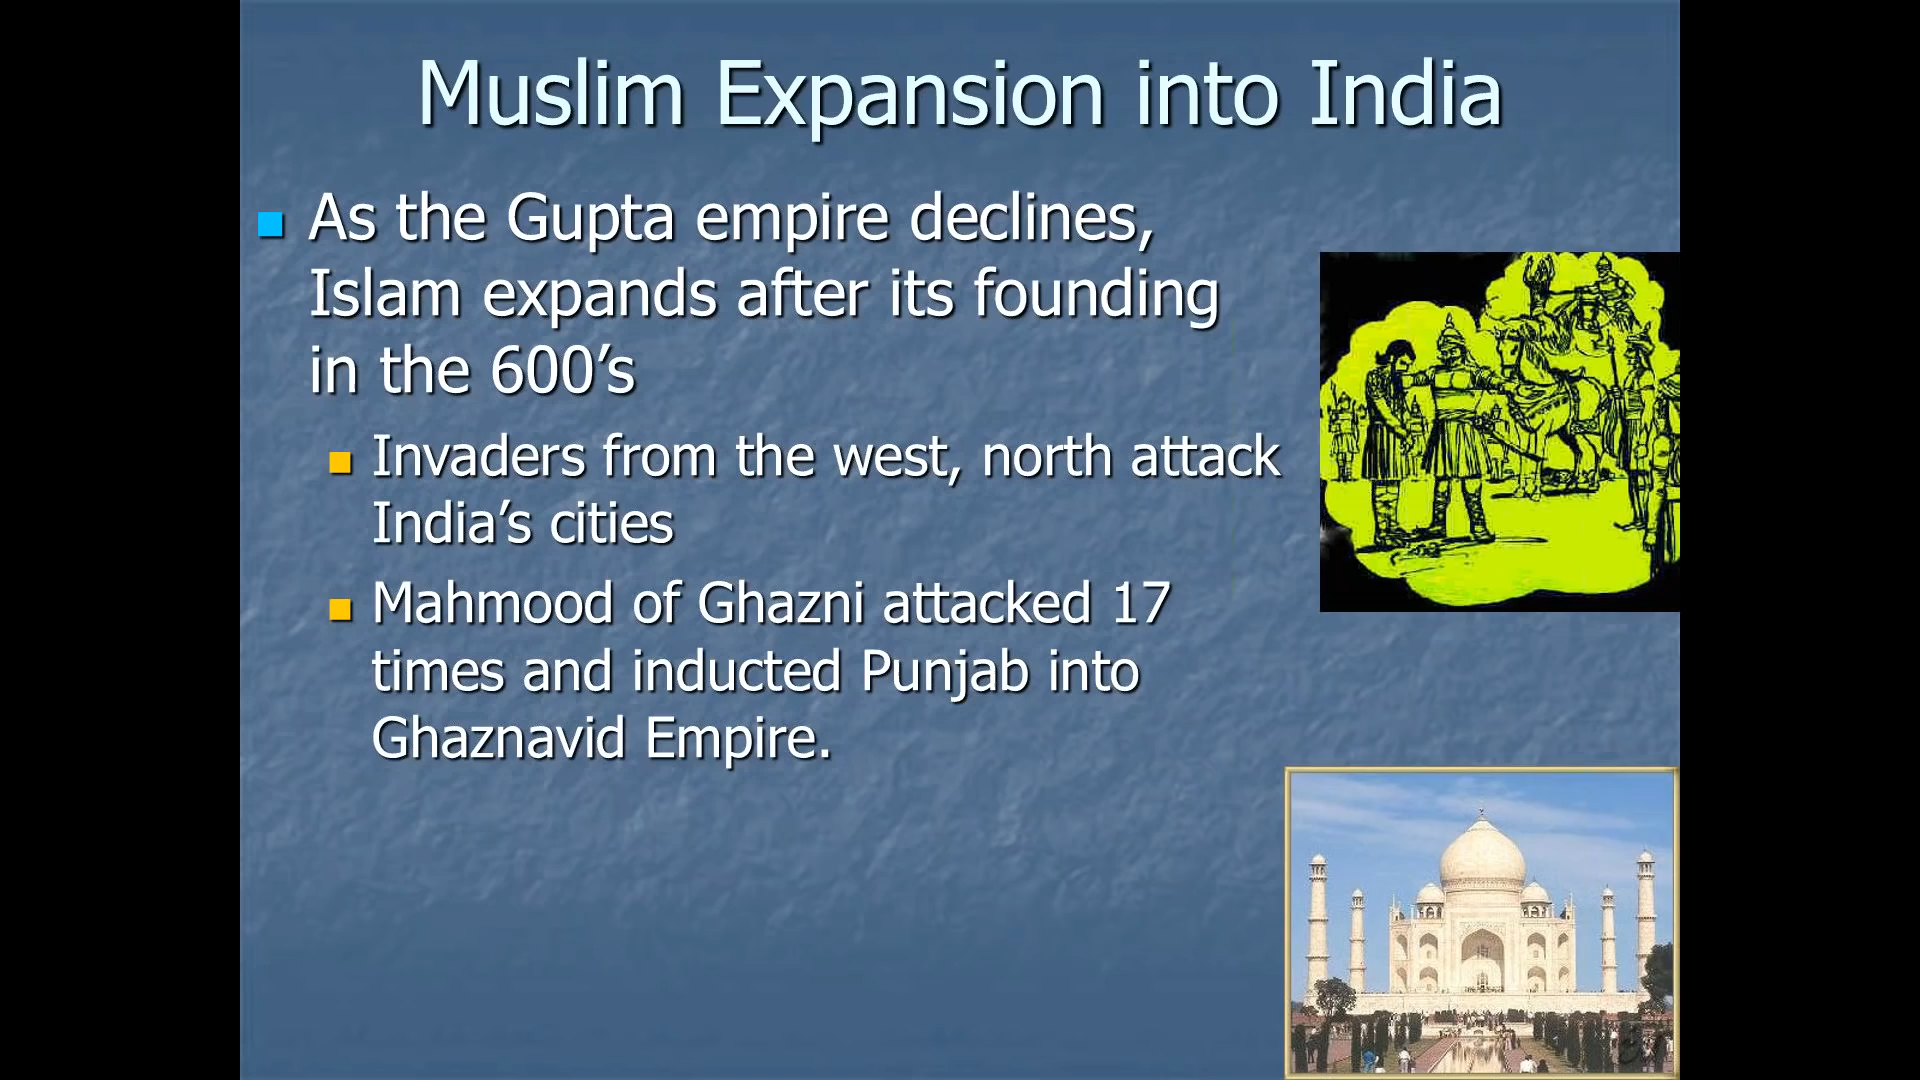 Muslim Expansion into India
As the Gupta empire declines,
Islam expands after its founding
in the 600’s
Invaders from the west, north attack
India’s cities
Mahmood of Ghazni attacked 17
times and inducted Punjab into
Ghaznavid Empire.